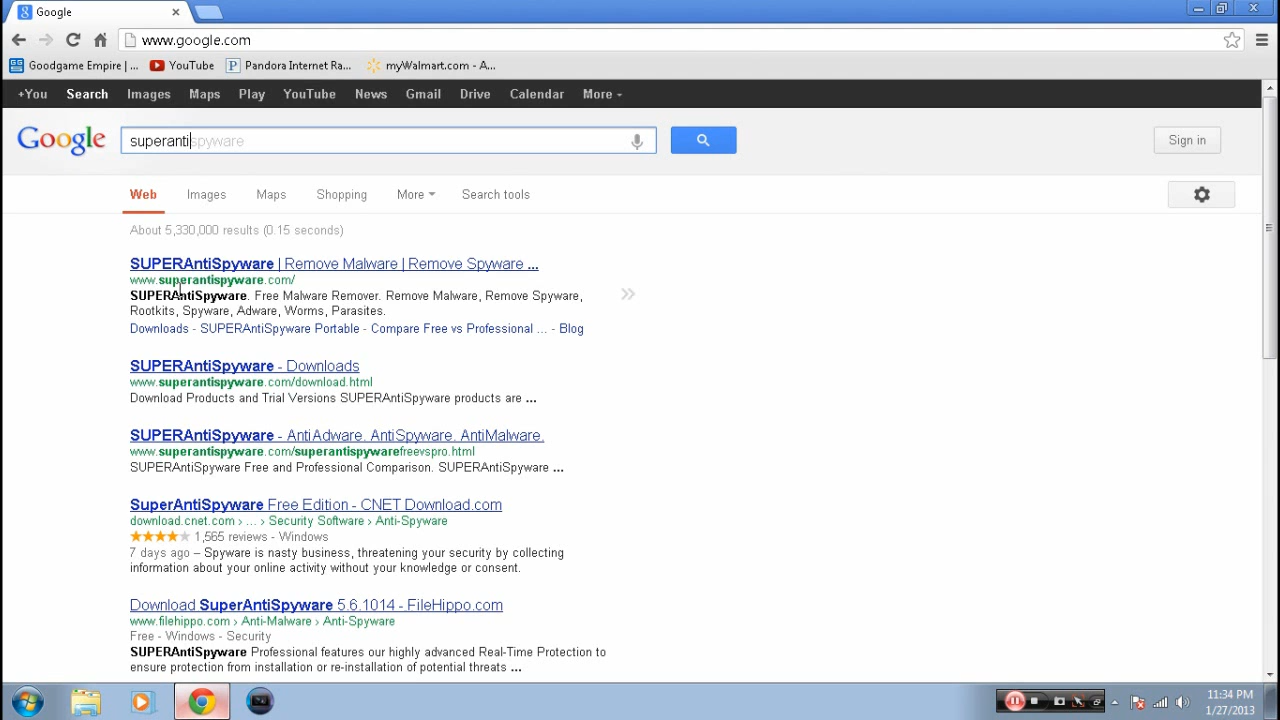 Google
www.google.com
Goodgame Empire | ... YouTube Pandora Internet Ra... myWalmart.com - A...
+You Search Images Maps Play YouTube News Gmail Drive Calendar More
Google superantispyware Sign in
Web Images Maps Shopping More Search tools
About 5,330,000 results (0.15 seconds)
SUPERAntiSpyware | Remove Malware | Remove Spyware ...
www.superantispyware.com/
SUPERAntiSpyware. Free Malware Remover. Remove Malware, Remove Spyware,
Rootkits, Spyware, Adware, Worms, Parasites.
Downloads - SUPERAntiSpyware Portable - Compare Free vs Professional ... - Blog
SUPERAntiSpyware - Downloads
www.superantispyware.com/download.html
Download Products and Trial Versions SUPERAntiSpyware products are ...
SUPERAntiSpyware - AntiAdware, AntiSpyware, AntiMalware,
www.superantispyware.com/superantispywarefreevspro.html
SUPERAntiSpyware Free and Professional Comparison. SUPERAntiSpyware ...
SuperAntiSpyware Free Edition - CNET Download.com
download.cnet.com › ... › Security Software › Anti-Spyware
1,565 reviews - Windows
7 days ago – Spyware is nasty business, threatening your security by collecting
information about your online activity without your knowledge or consent.
Download SuperAntiSpyware 5.6.1014 - FileHippo.com
www.filehippo.com › Anti-Malware › Anti-Spyware
Free - Windows - Security
SUPERAntiSpyware Professional features our highly advanced Real-Time Protection to
ensure protection from installation or re-installation of potential threats ...
11:34 PM
1/27/2013